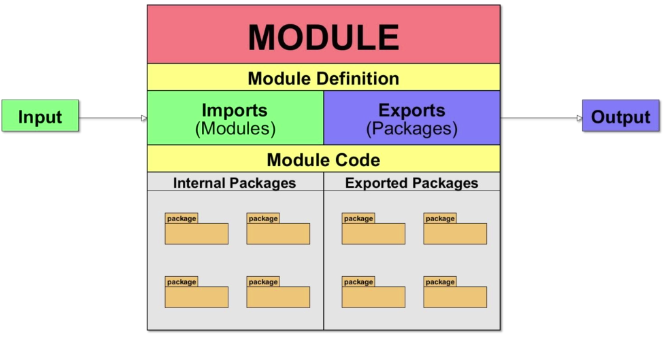 MODULE
Module Definition
Input
Imports
(Modules)
Exports
(Packages)
Output
Module Code
Internal Packages
Exported Packages
package
package
package
package
package
package
package
package